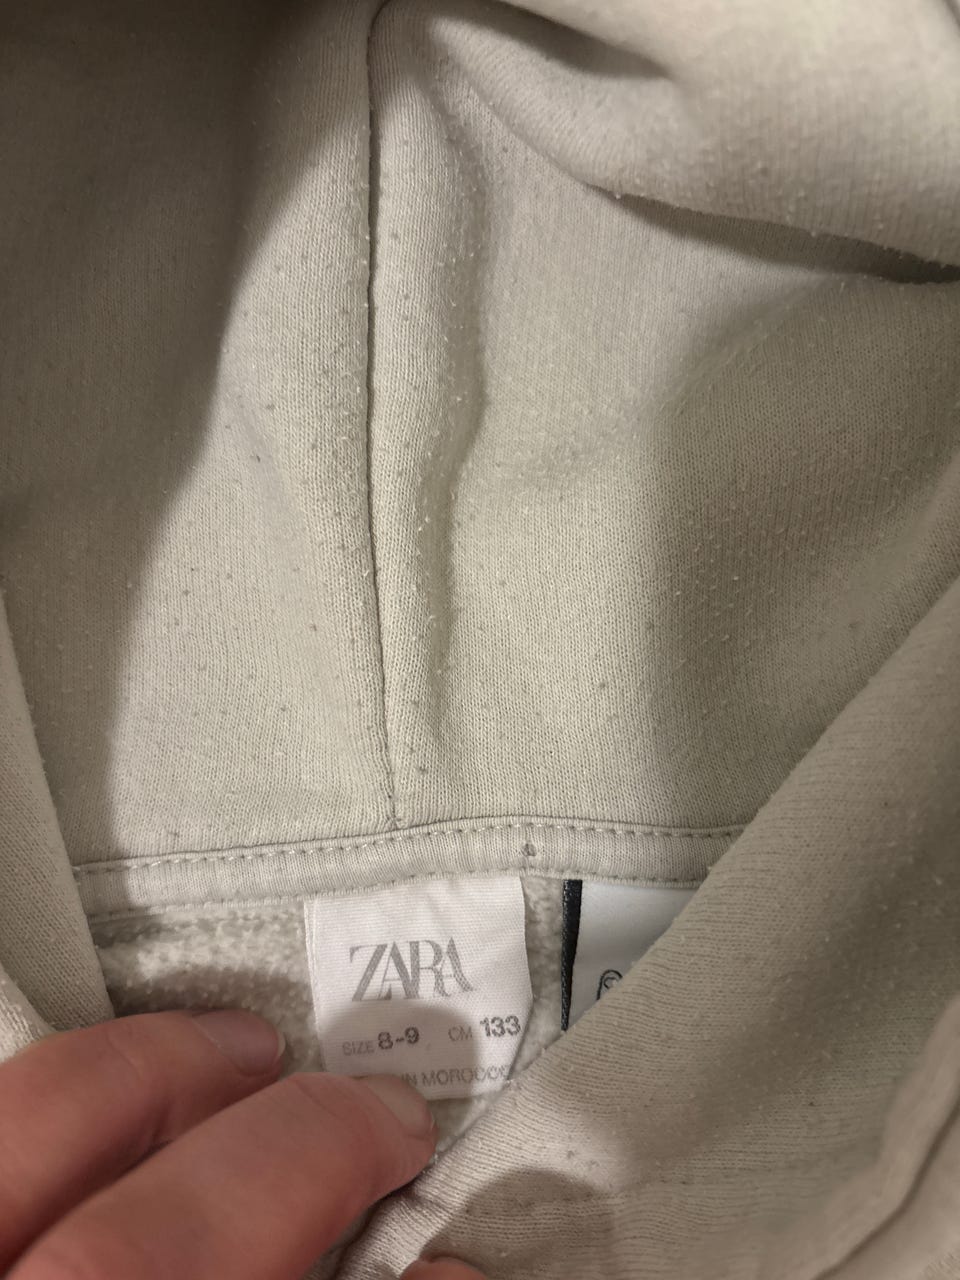 ZARA
SIZE 8-9 CM 133
IN MOROCCO